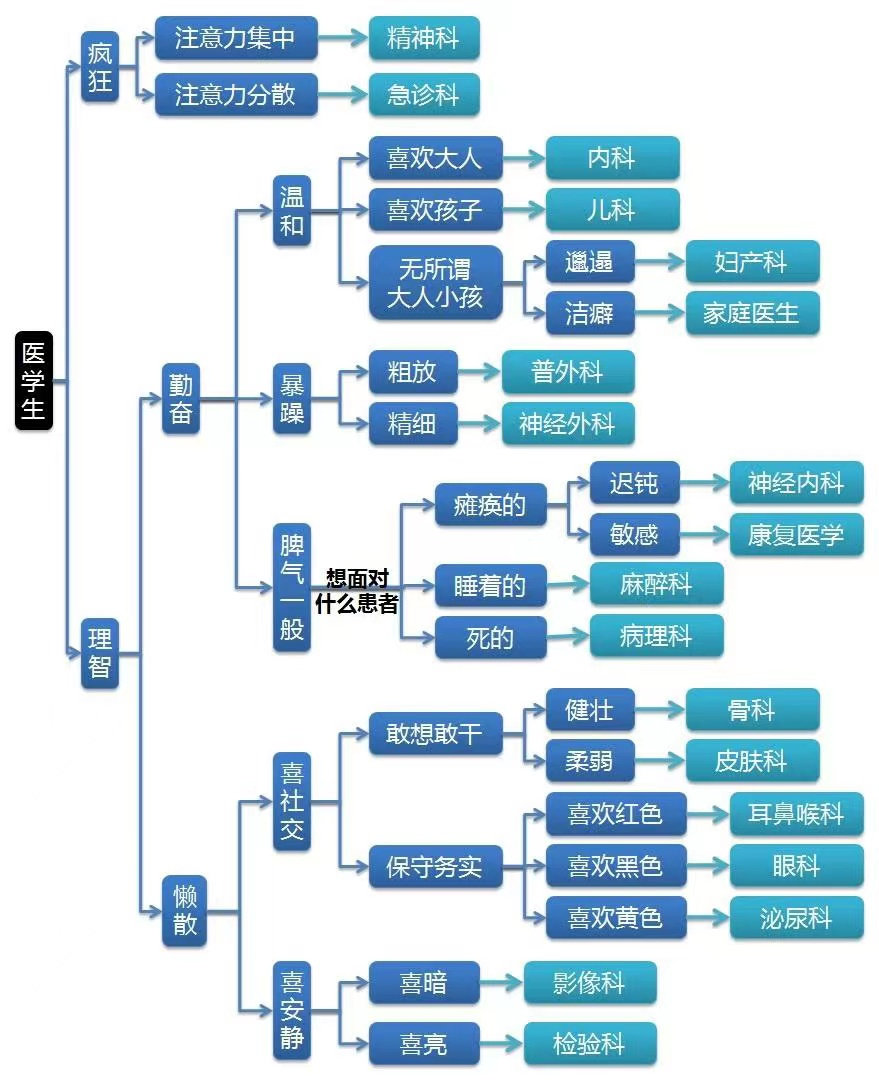 医学生
疯狂
注意力集中
精神科
注意力分散
急诊科
理智
勤奋
温和
喜欢大人
内科
喜欢孩子
儿科
无所谓
大人小孩
邋遢
妇产科
洁癖
家庭医生
暴躁
粗放
普外科
精细
神经外科
脾气一般
想面对
什么患者
瘫痪的
迟钝
神经内科
敏感
康复医学
睡着的
麻醉科
死的
病理科
懒散
喜社交
敢想敢干
健壮
骨科
柔弱
皮肤科
保守务实
喜欢红色
耳鼻喉科
喜欢黑色
眼科
喜欢黄色
泌尿科
喜安静
喜暗
影像科
喜亮
检验科